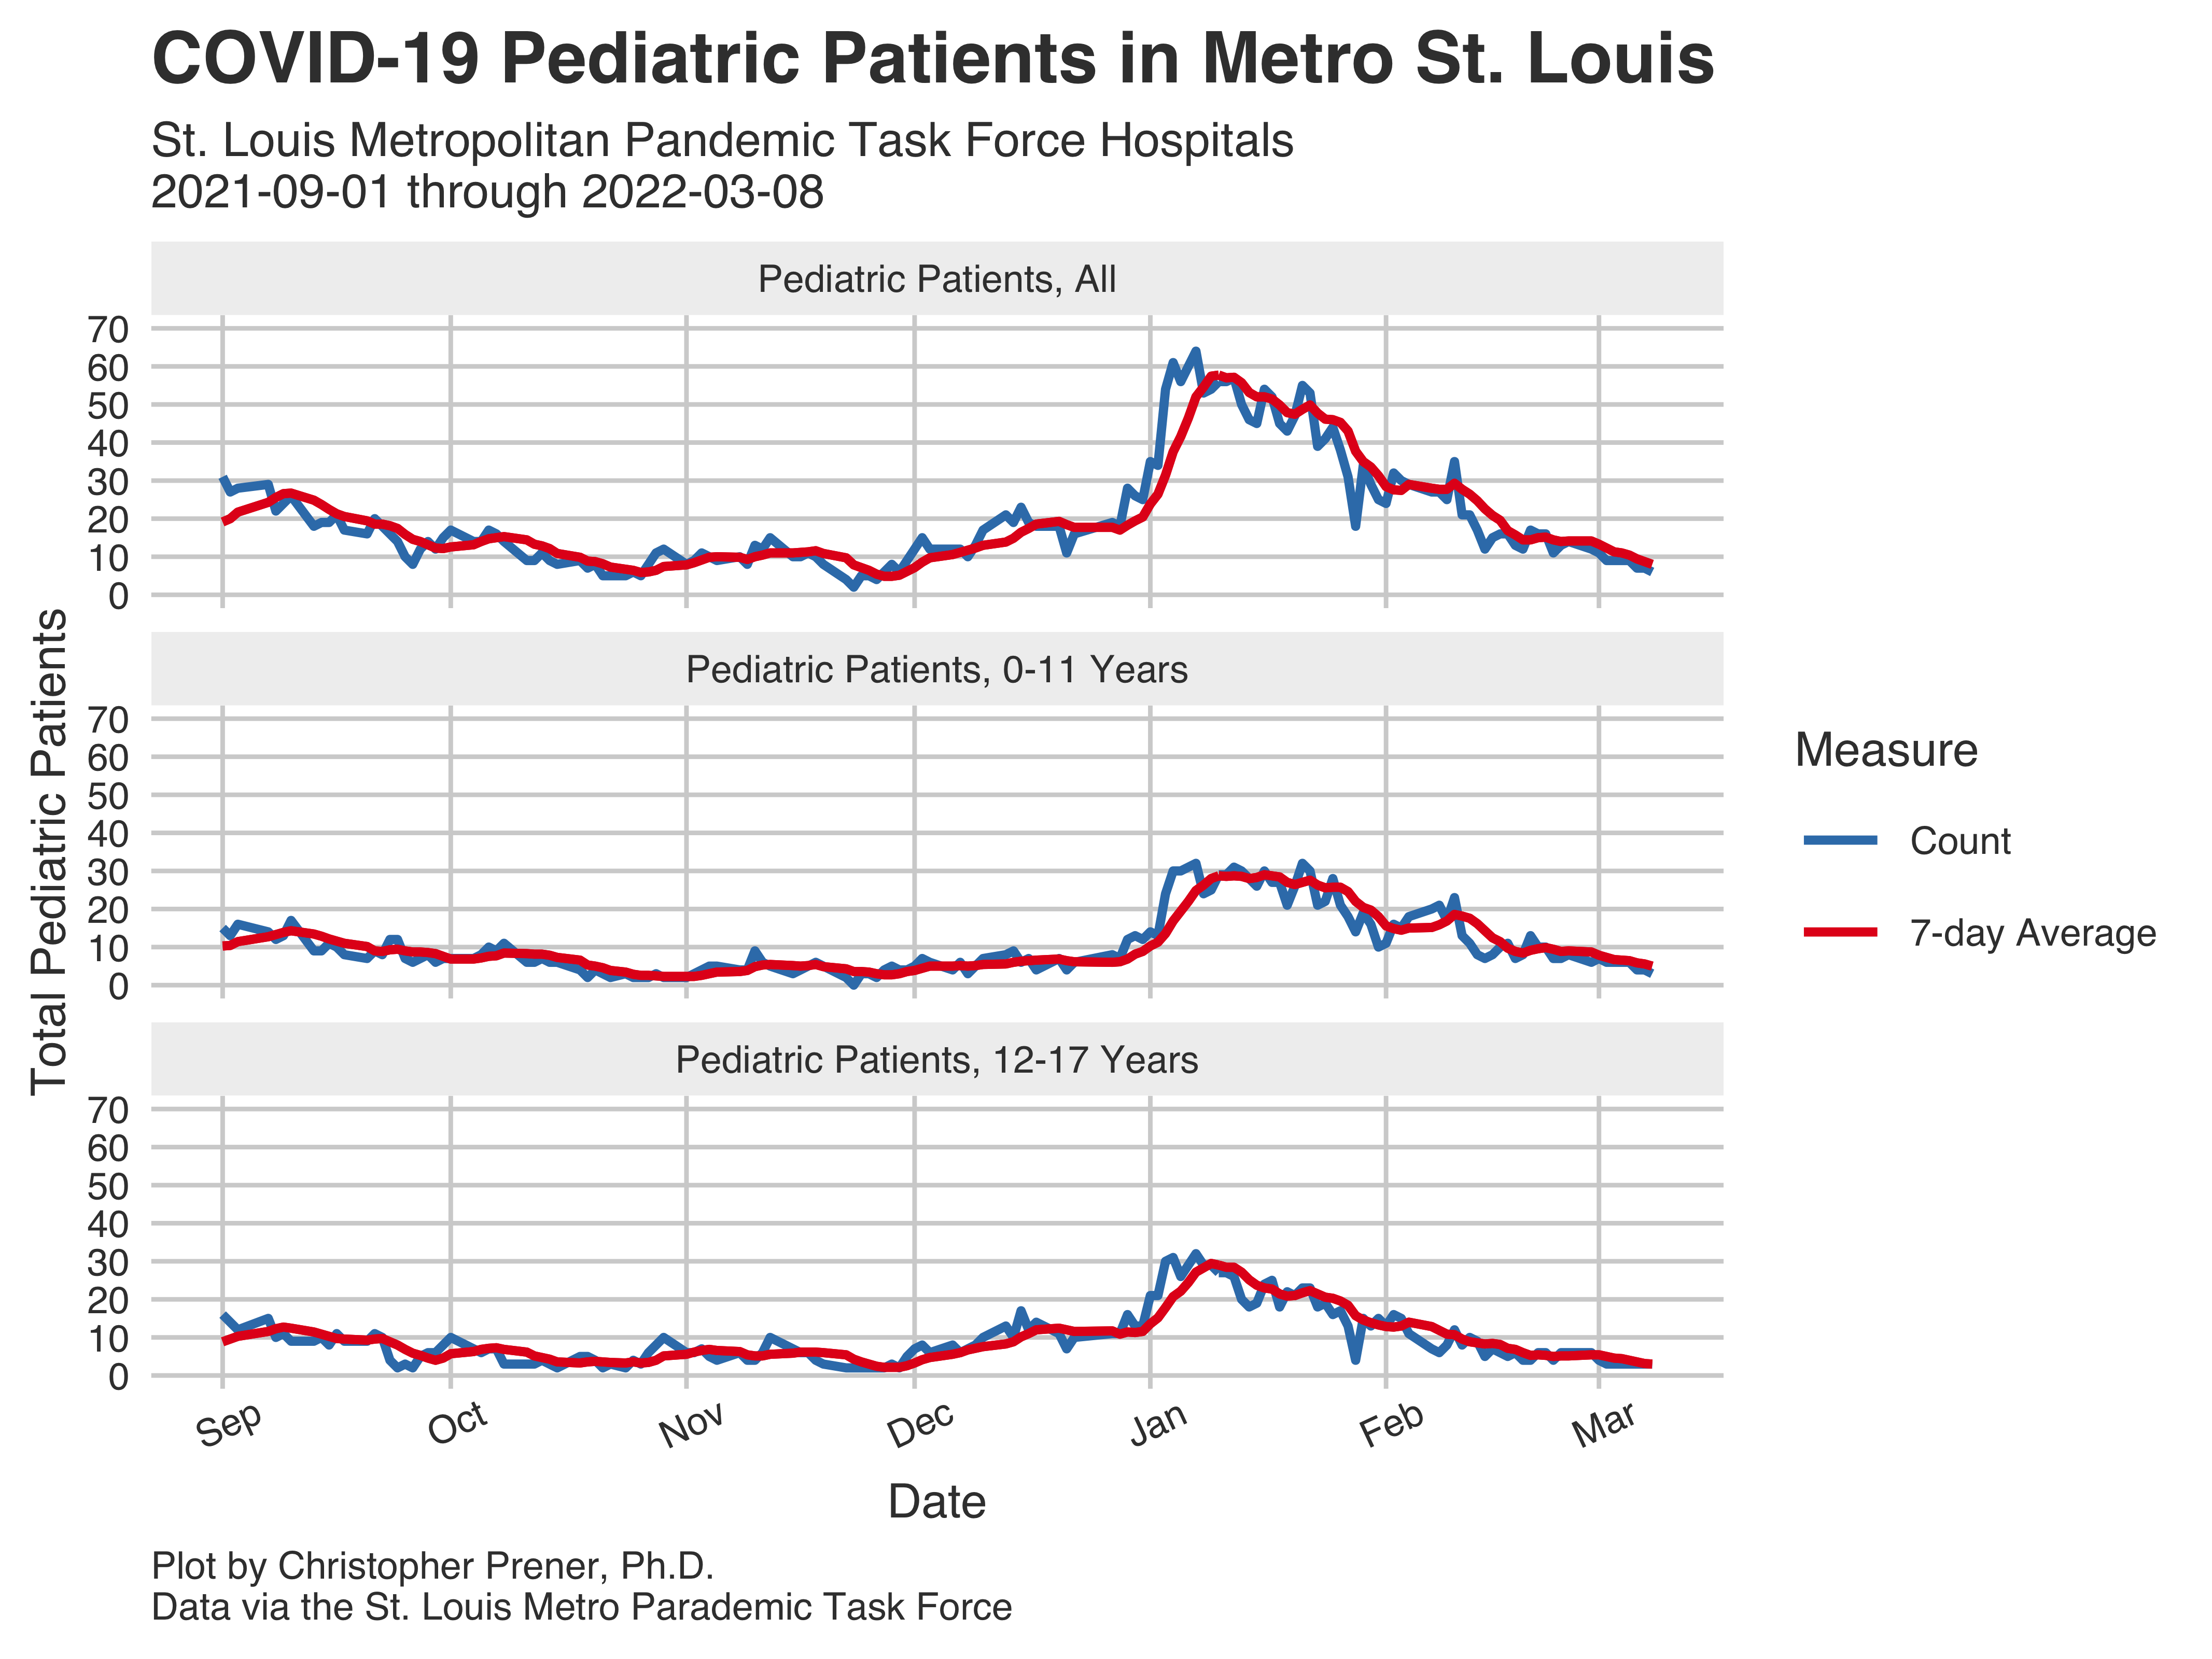 COVID-19 Pediatric Patients in Metro St. Louis
St. Louis Metropolitan Pandemic Task Force Hospitals
2021-09-01 through 2022-03-08
Pediatric Patients, All
70
60
50
40
30
20
10
0
Pediatric Patients, 0-11 Years
70
60
50
40
30
20
10
0
Pediatric Patients, 12-17 Years
70
60
50
40
30
20
10
0
Total Pediatric Patients
Sep Oct Nov Dec Jan Feb Mar
Date
Measure
Count
7-day Average
Plot by Christopher Prener, Ph.D.
Data via the St. Louis Metro Parademic Task Force